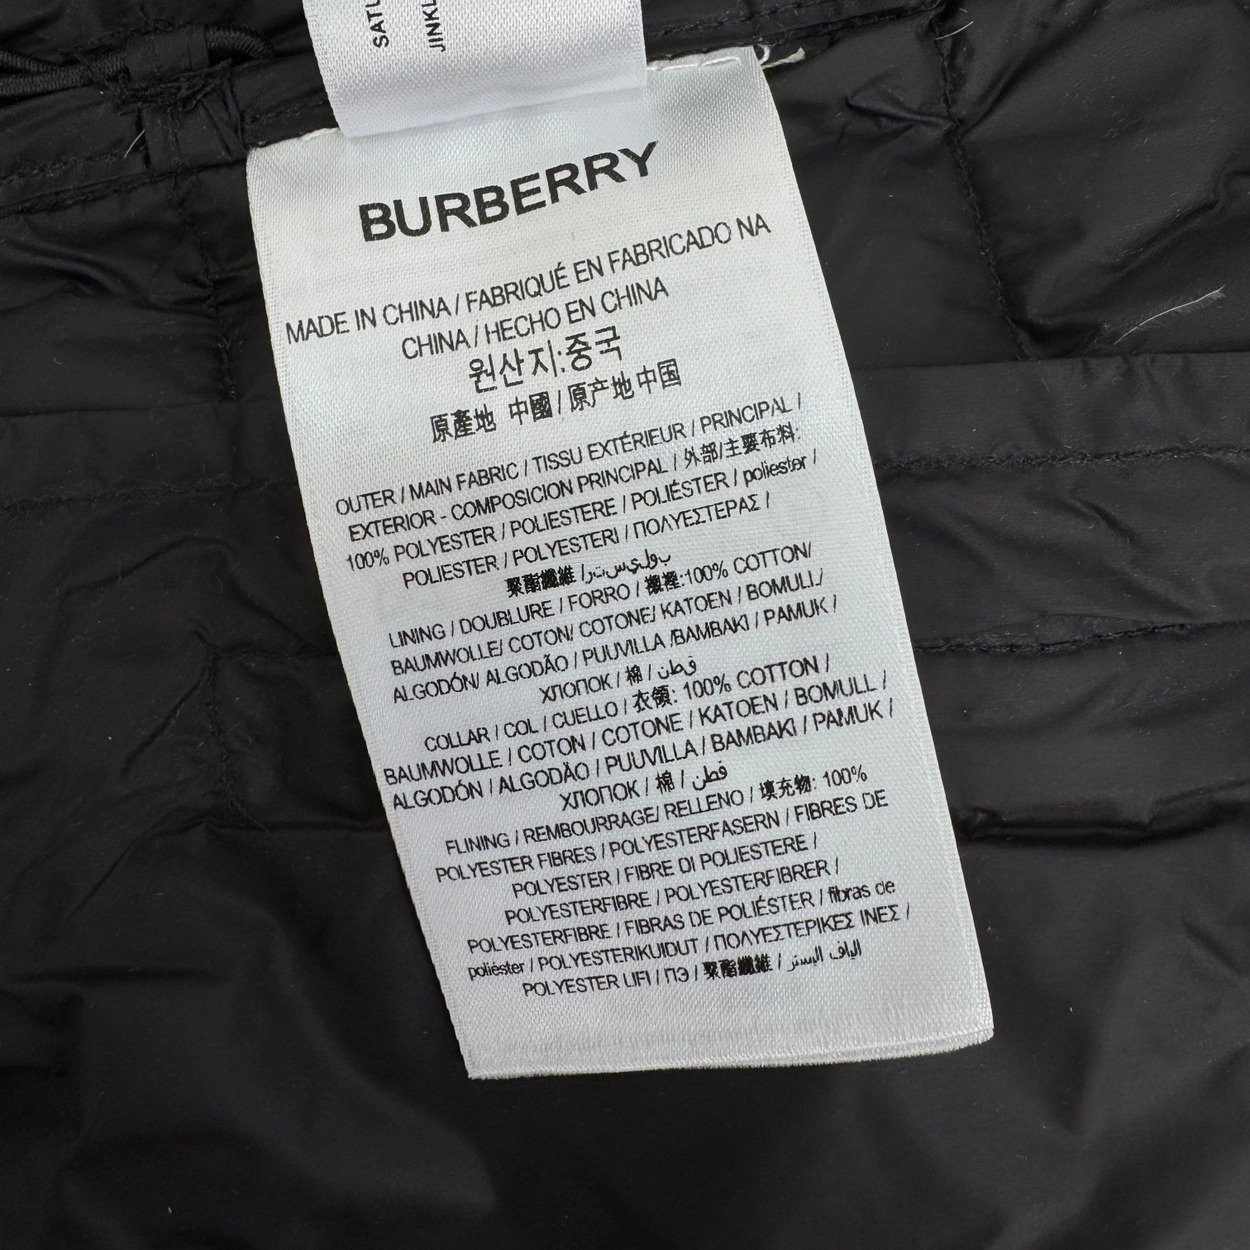 SATU
JINKL
BURBERRY
MADE IN CHINA / FABRIQUÉ EN FABRICADO NA
CHINA / HECHO EN CHINA
원산지:중국
原產地 中國 / 原产地中国
OUTER / MAIN FABRIC / TISSU EXTÉRIEUR / PRINCIPAL /
EXTERIOR - COMPOSICION PRINCIPAL / 外部/主要布料:
100% POLYESTER / POLIESTERE / POLIÉSTER / poliester /
POLIESTER / POLYESTERI / ΠΟΛΥΕΣΤΕΡΑΣ /
聚酯纖維 / بوليستر
LINING / DOUBLURE / FORRO / 襯裡:100% COTTON/
BAUMWOLLE/ COTON/ COTONE/ KATOEN / BOMULL/
ALGODÓN/ ALGODÃO / PUUVILLA /BAMBAKI / PAMUK /
ХЛОПОК / 棉 / قطن
COLLAR / COL / CUELLO / 衣領: 100% COTTON /
BAUMWOLLE / COTON / COTONE / KATOEN / BOMULL /
ALGODÓN / ALGODÃO / PUUVILLA / BAMBAKI / PAMUK /
ХЛОПОК / 棉 / قطن
FLINING / REMBOURRAGE/ RELLENO / 填充物: 100%
POLYESTER FIBRES / POLYESTERFASERN / FIBRES DE
POLYESTER / FIBRE DI POLIESTERE /
POLYESTERFIBRE / POLYESTERFIBRER /
POLYESTERFIBRE / FIBRAS DE POLIÉSTER / fibras de
poliéster / POLYESTERIKUIDUT / ΠΟΛΥΕΣΤΕΡΙΚΕΣ ΙΝΕΣ /
POLYESTER LIFI / ПЭ / 聚酯纖維 / الياف البستر